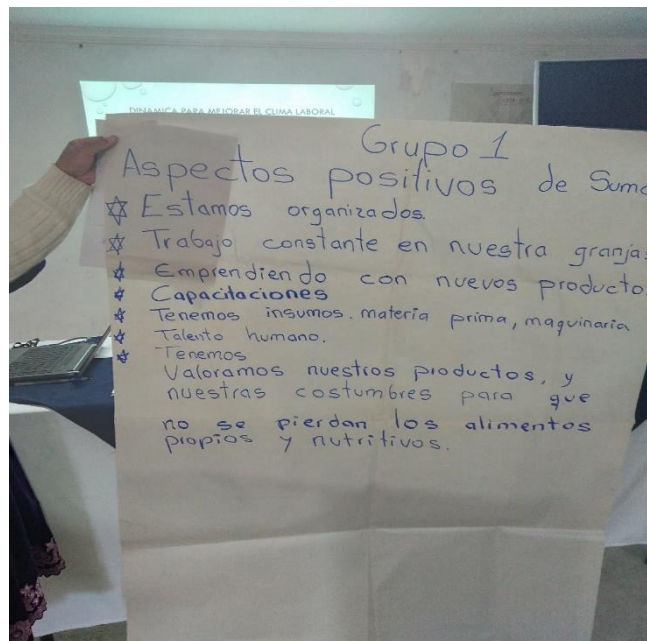 DINAMICA PARA MEJORAR EL CLIMA LABORAL
Grupo 1
Aspectos positivos de Suma
Estamos organizados
Trabajo constante en nuestra granja.
Emprendiendo con nuevos producto
Capacitaciones
Tenemos insumos. materia prima, maquinaria
Talento humano.
Tenemos
Valoramos nuestros productos, y
nuestras costumbres para que
no se pierdan los alimentos
propios y nutritivos.